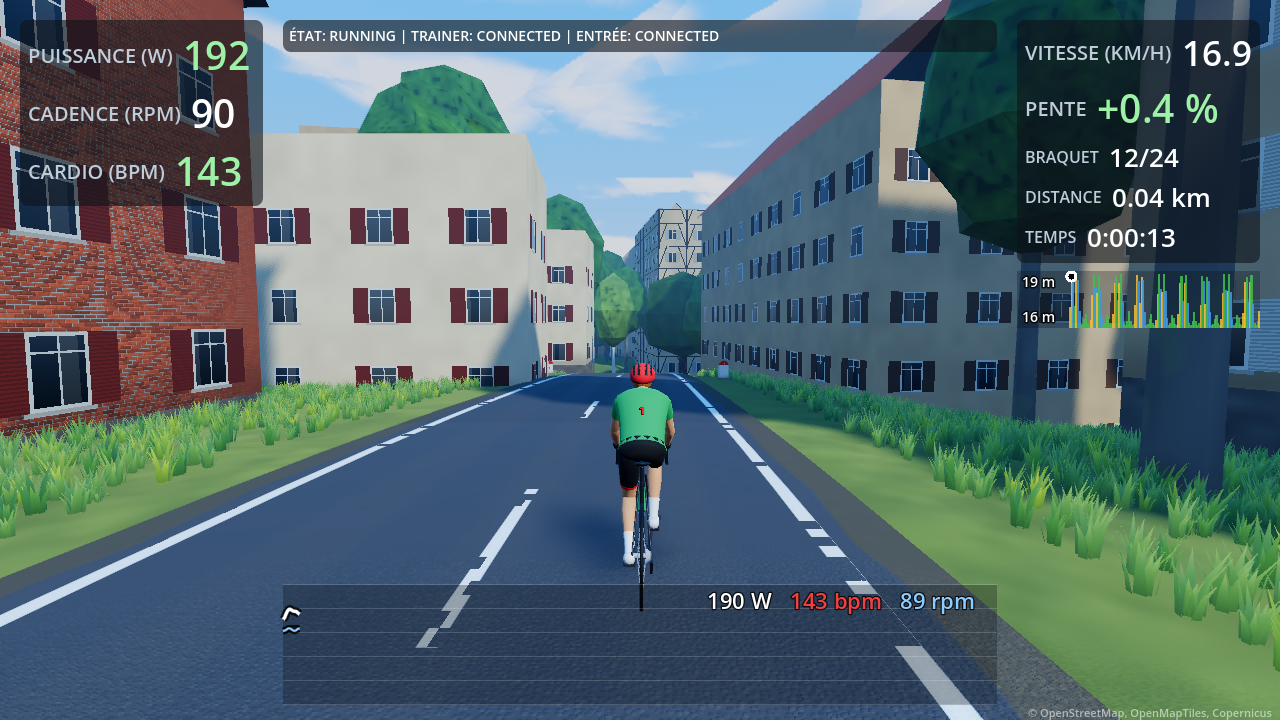 PUISSANCE (W) 192
CADENCE (RPM) 90
CARDIO (BPM) 143
ÉTAT: RUNNING | TRAINER: CONNECTED | ENTRÉE: CONNECTED
VITESSE (KM/H) 16.9
PENTE +0.4 %
BRAQUET 12/24
DISTANCE 0.04 km
TEMPS 0:00:13
19 m
16 m
1
190 W 143 bpm 89 rpm
© OpenStreetMap, OpenMapTiles, Copernicus